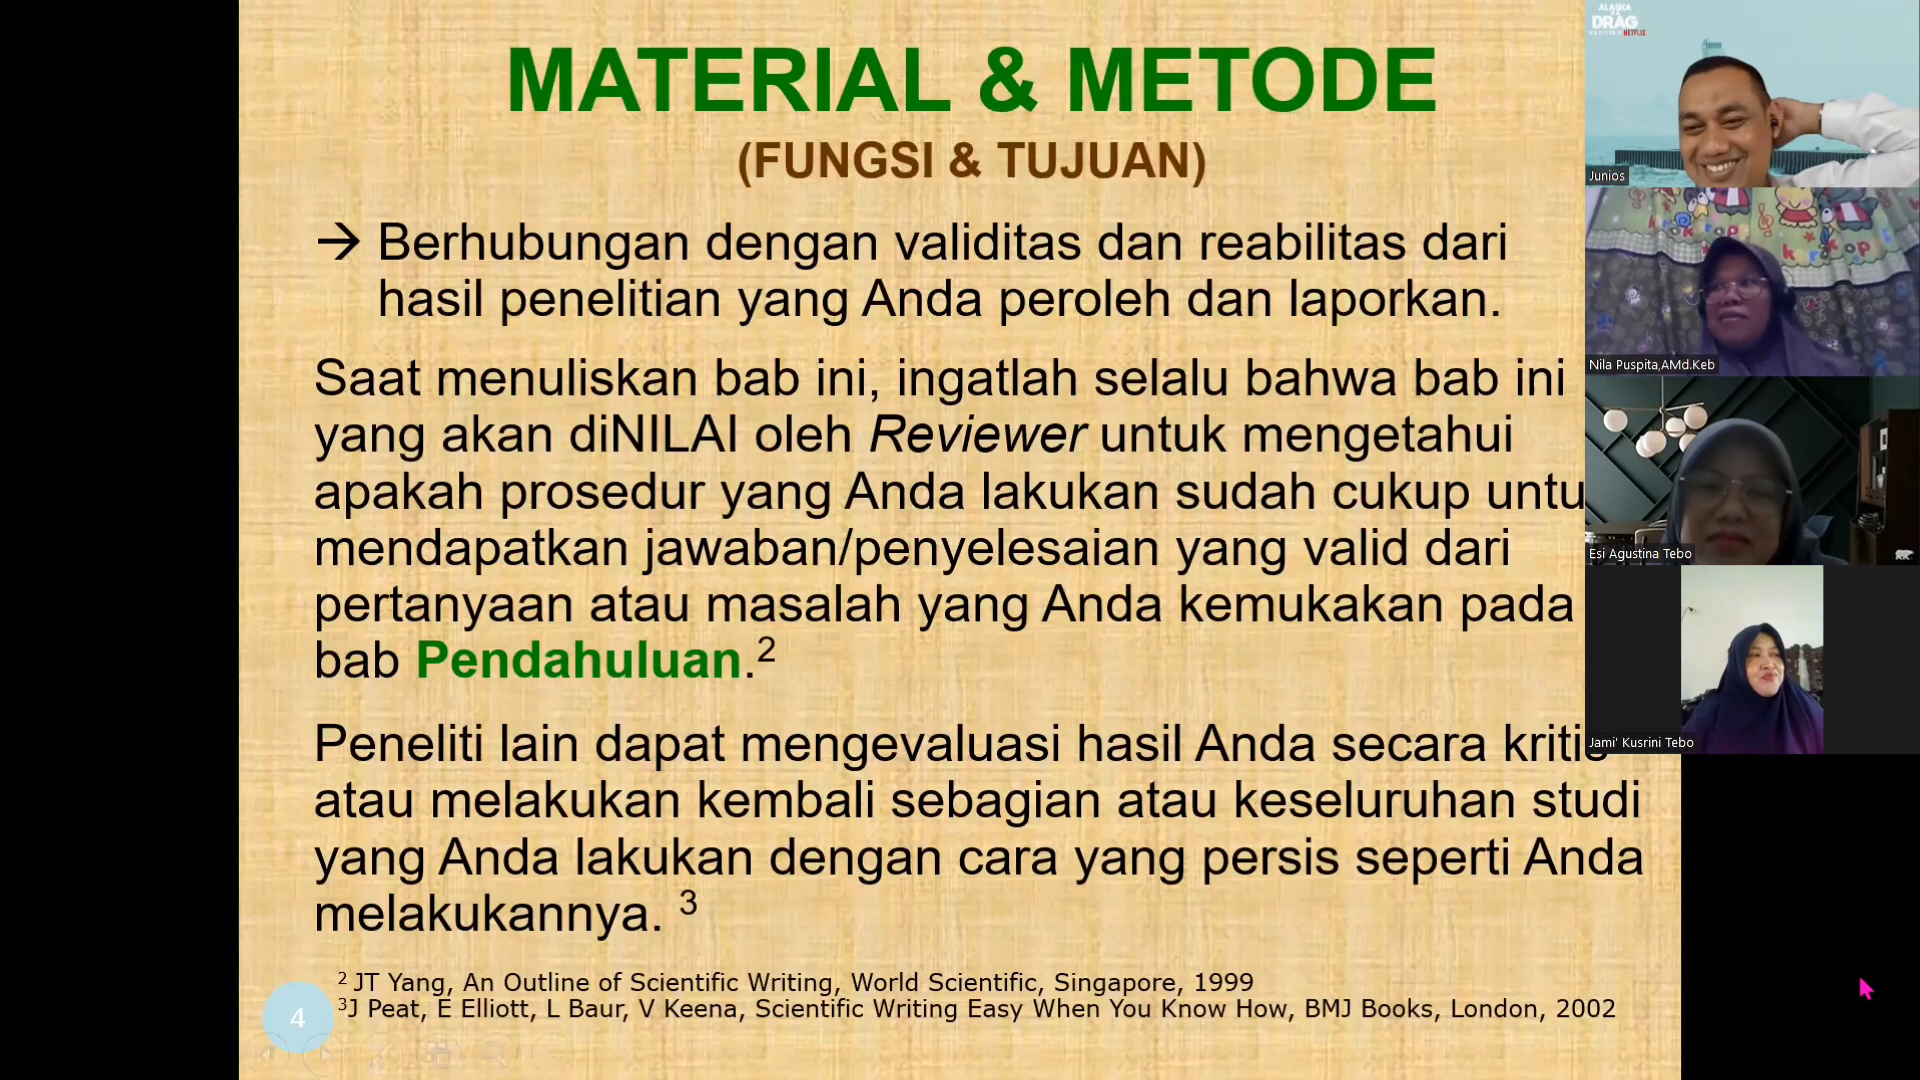 MATERIAL & METODE
(FUNGSI & TUJUAN)
→ Berhubungan dengan validitas dan reabilitas dari
hasil penelitian yang Anda peroleh dan laporkan.
Saat menuliskan bab ini, ingatlah selalu bahwa bab ini
yang akan diNILAI oleh Reviewer untuk mengetahui
apakah prosedur yang Anda lakukan sudah cukup untu
mendapatkan jawaban/penyelesaian yang valid dari
pertanyaan atau masalah yang Anda kemukakan pada
bab Pendahuluan.²
Peneliti lain dapat mengevaluasi hasil Anda secara kritis
atau melakukan kembali sebagian atau keseluruhan studi
yang Anda lakukan dengan cara yang persis seperti Anda
melakukannya. ³
² JT Yang, An Outline of Scientific Writing, World Scientific, Singapore, 1999
³J Peat, E Elliott, L Baur, V Keena, Scientific Writing Easy When You Know How, BMJ Books, London, 2002
4
ALASKA
DRAG
NETFLIX
Junios
Nila Puspita,AMd.Keb
Esi Agustina Tebo
Jami' Kusrini Tebo